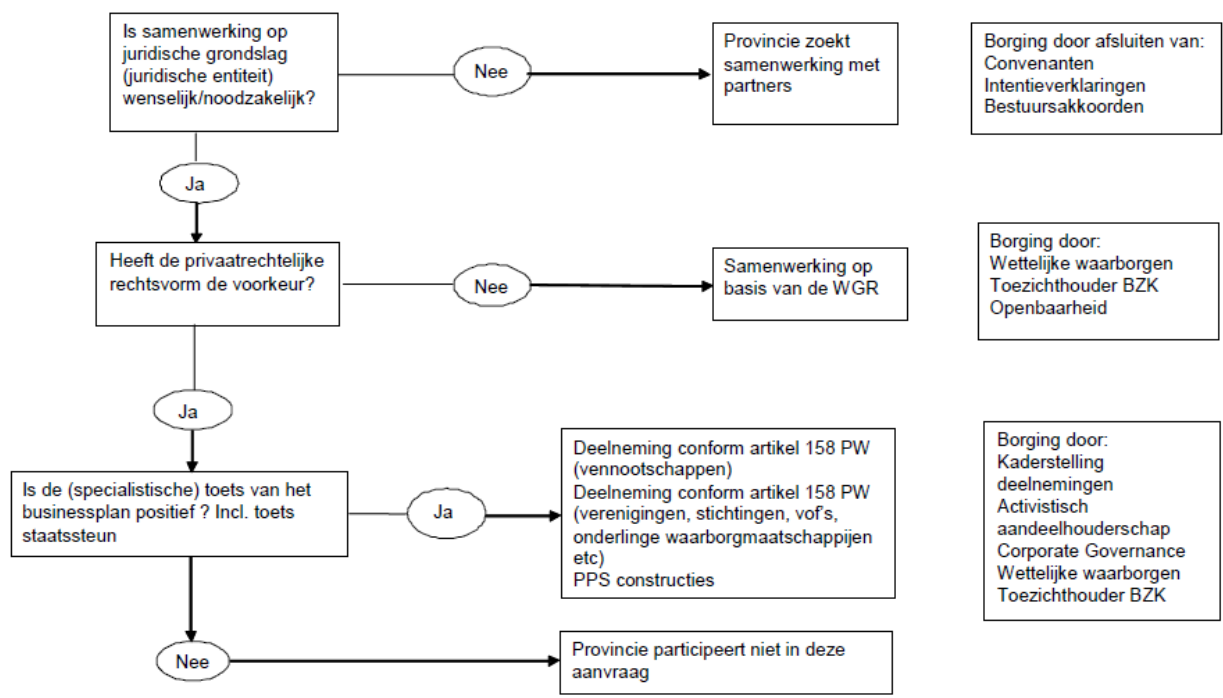 Is samenwerking op
juridische grondslag
(juridische entiteit)
wenselijk/noodzakelijk?
Nee
Provincie zoekt
samenwerking met
partners
Borging door afsluiten van:
Convenanten
Intentieverklaringen
Bestuursakkoorden
Ja
Heeft de privaatrechtelijke
rechtsvorm de voorkeur?
Nee
Samenwerking op
basis van de WGR
Borging door:
Wettelijke waarborgen
Toezichthouder BZK
Openbaarheid
Ja
Is de (specialistische) toets van het
businessplan positief ? Incl. toets
staatssteun
Ja
Deelneming conform artikel 158 PW
(vennootschappen)
Deelneming conform artikel 158 PW
(verenigingen, stichtingen, vof's,
onderlinge waarborgmaatschappijen
etc)
PPS constructies
Borging door:
Kaderstelling
deelnemingen
Activistisch
aandeelhouderschap
Corporate Governance
Wettelijke waarborgen
Toezichthouder BZK
Nee
Provincie participeert niet in deze
aanvraag